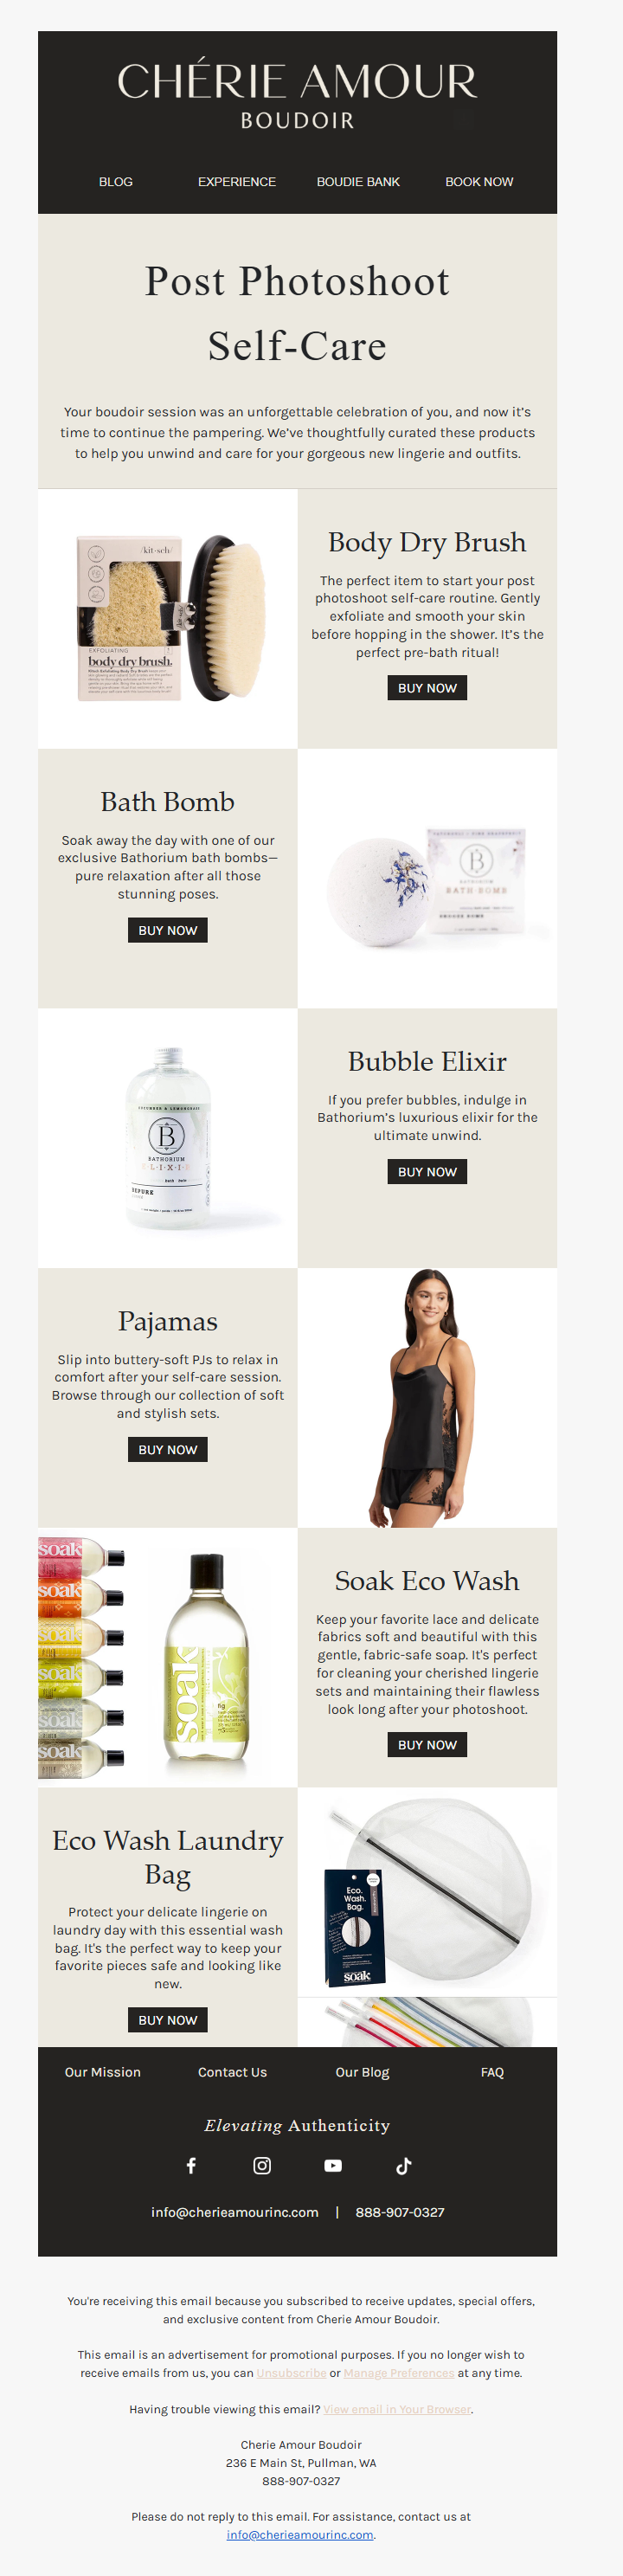 CHÉRIE AMOUR
BOUDOIR
BLOG EXPERIENCE BOUDIE BANK BOOK NOW
Post Photoshoot
Self-Care
Your boudoir session was an unforgettable celebration of you, and now it's
time to continue the pampering. We've thoughtfully curated these products
to help you unwind and care for your gorgeous new lingerie and outfits.
/kit·sch/
EXFOLIATING
body dry brush.
Body Dry Brush
The perfect item to start your post
photoshoot self-care routine. Gently
exfoliate and smooth your skin
before hopping in the shower. It's the
perfect pre-bath ritual!
BUY NOW
Bath Bomb
Soak away the day with one of our
exclusive Bathorium bath bombs—
pure relaxation after all those
stunning poses.
BUY NOW
B
BATHORIUM
BATH BOMB
CUCUMBER & LEMONGRASS
B
BATHORIUM
E·L·I·X·I·R
Bubble Elixir
If you prefer bubbles, indulge in
Bathorium's luxurious elixir for the
ultimate unwind.
BUY NOW
Pajamas
Slip into buttery-soft PJs to relax in
comfort after your self-care session.
Browse through our collection of soft
and stylish sets.
BUY NOW
soak
soak
soak
soak
soak
soak
soak
fig
Soak Eco Wash
Keep your favorite lace and delicate
fabrics soft and beautiful with this
gentle, fabric-safe soap. It's perfect
for cleaning your cherished lingerie
sets and maintaining their flawless
look long after your photoshoot.
BUY NOW
Eco Wash Laundry
Bag
Protect your delicate lingerie on
laundry day with this essential wash
bag. It's the perfect way to keep your
favorite pieces safe and looking like
new.
BUY NOW
Eco.
Wash.
Bag.
soak
Our Mission Contact Us Our Blog FAQ
Elevating Authenticity
info@cherieamourinc.com | 888-907-0327
You're receiving this email because you subscribed to receive updates, special offers,
and exclusive content from Cherie Amour Boudoir.
This email is an advertisement for promotional purposes. If you no longer wish to
receive emails from us, you can Unsubscribe or Manage Preferences at any time.
Having trouble viewing this email? View email in Your Browser.
Cherie Amour Boudoir
236 E Main St, Pullman, WA
888-907-0327
Please do not reply to this email. For assistance, contact us at
info@cherieamourinc.com.